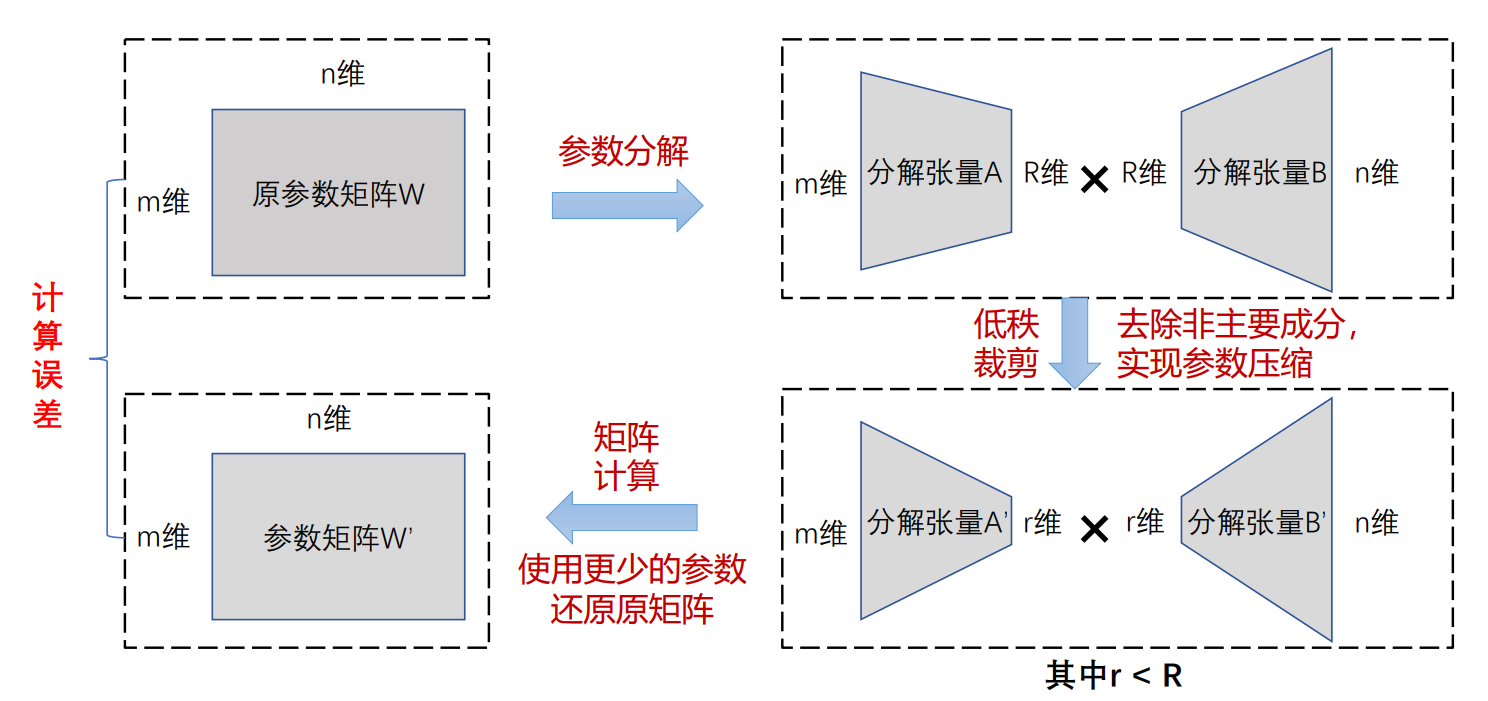 n维
m维
原参数矩阵W
参数分解
m维
分解张量A
R维
×
R维
分解张量B
n维
计
算
误
差
低秩
裁剪
去除非主要成分，
实现参数压缩
n维
m维
参数矩阵W’
矩阵
计算
使用更少的参数
还原原矩阵
m维
分解张量A’
r维
×
r维
分解张量B’
n维
其中r < R